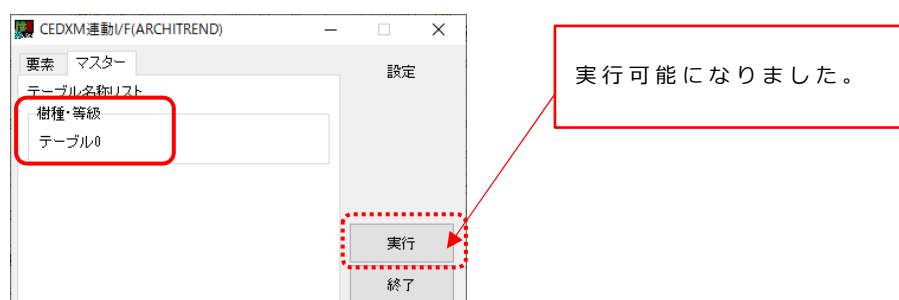 CEDXM連動I/F(ARCHITREND)
要素 マスター
設定
テーブル名称リスト
樹種・等級
テーブル0
実行可能になりました。
実行
終了